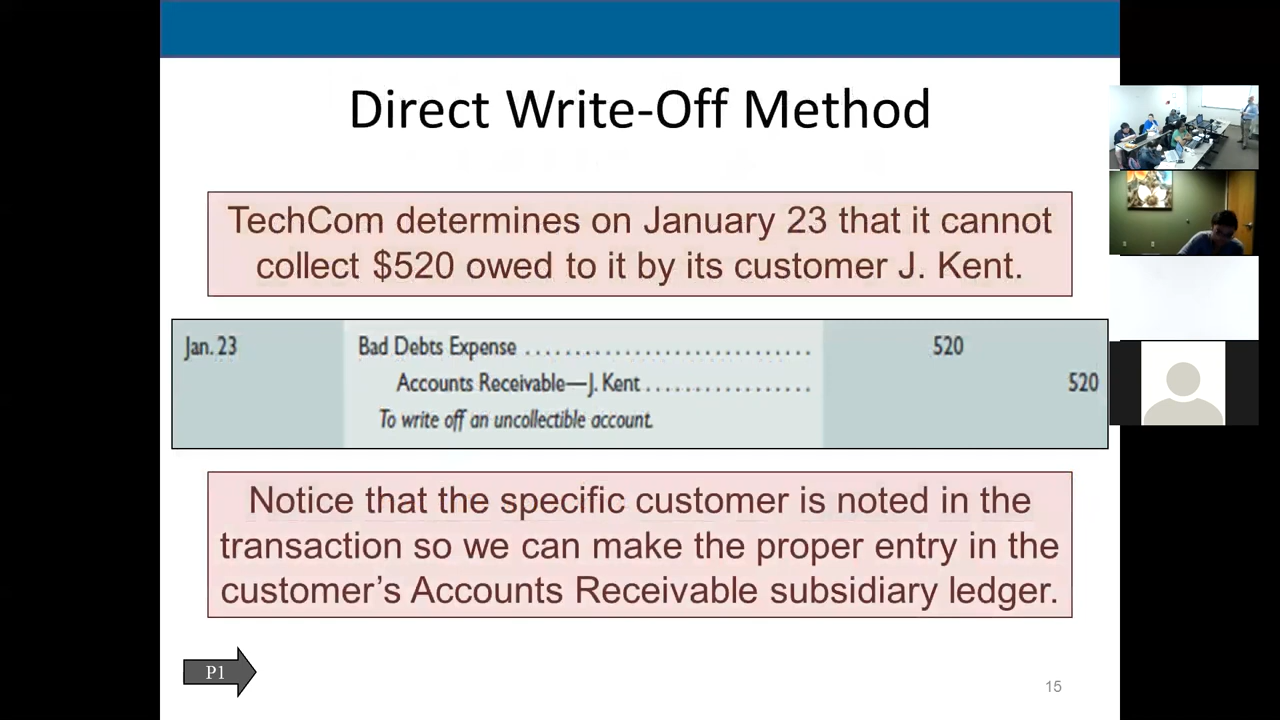 Direct Write-Off Method
TechCom determines on January 23 that it cannot
collect $520 owed to it by its customer J. Kent.
Jan. 23 Bad Debts Expense ............................. 520
Accounts Receivable—J. Kent ................. 520
To write off an uncollectible account.
Notice that the specific customer is noted in the
transaction so we can make the proper entry in the
customer’s Accounts Receivable subsidiary ledger.
P1
15